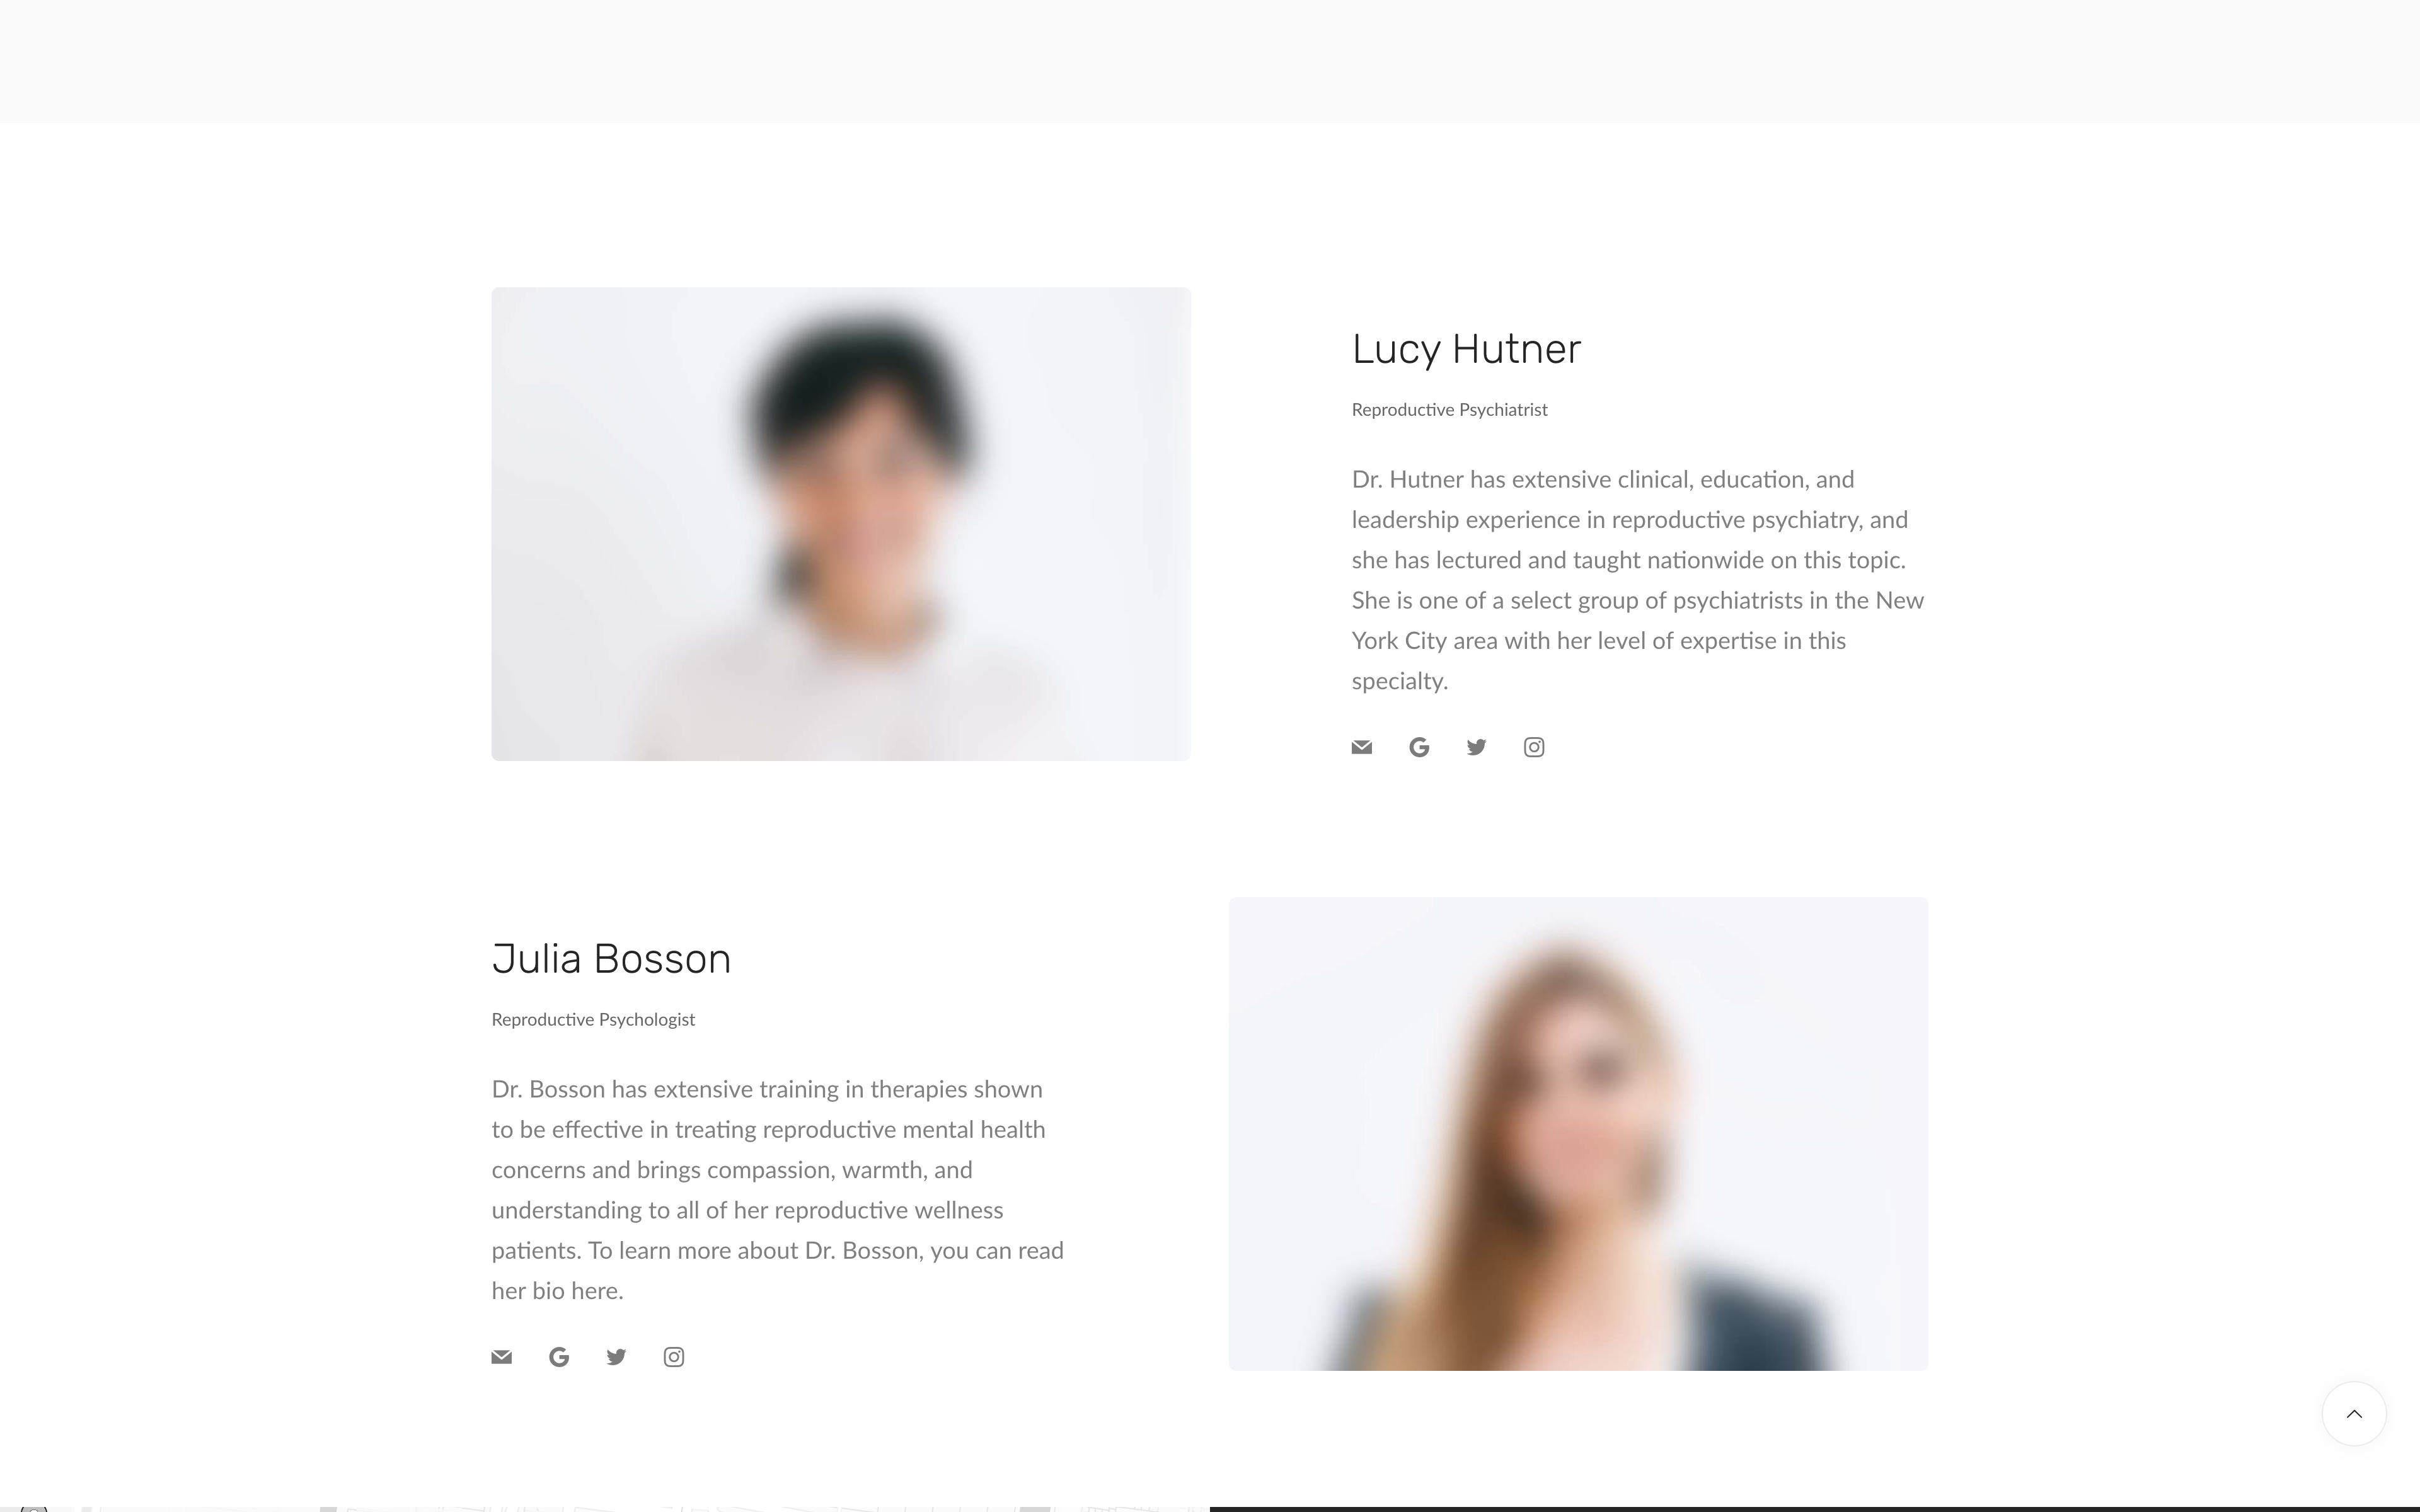 Lucy Hutner
Reproductive Psychiatrist
Dr. Hutner has extensive clinical, education, and
leadership experience in reproductive psychiatry, and
she has lectured and taught nationwide on this topic.
She is one of a select group of psychiatrists in the New
York City area with her level of expertise in this
specialty.
Julia Bosson
Reproductive Psychologist
Dr. Bosson has extensive training in therapies shown
to be effective in treating reproductive mental health
concerns and brings compassion, warmth, and
understanding to all of her reproductive wellness
patients. To learn more about Dr. Bosson, you can read
her bio here.